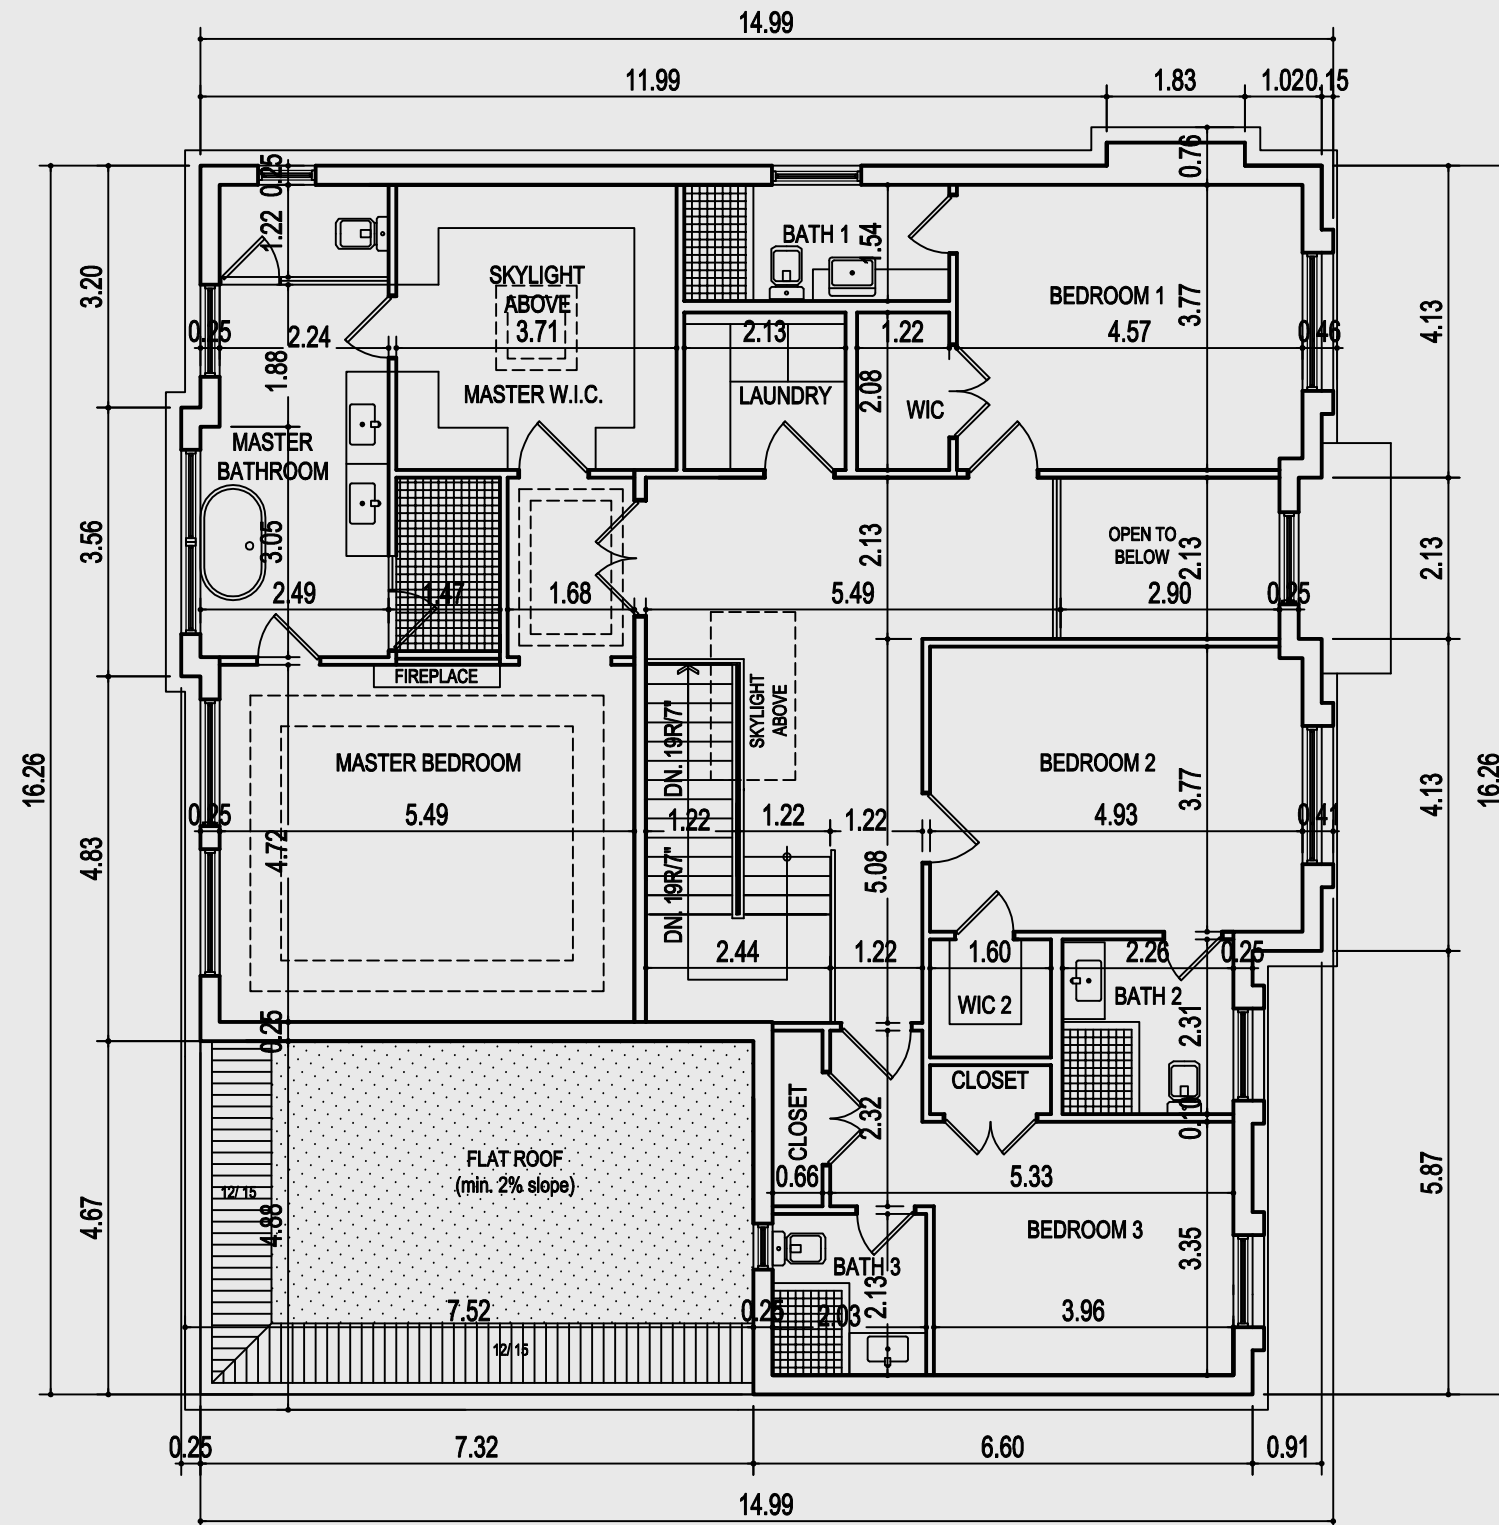 14.99
11.99
1.83
1.02
0.15
0.76
0.25
1.22
3.20
BATH 1
1.54
SKYLIGHT
ABOVE
3.71
BEDROOM 1
3.77
4.57
0.46
4.13
0.25
2.24
1.88
2.13
1.22
MASTER W.I.C.
LAUNDRY
2.08
WIC
MASTER
BATHROOM
3.56
3.05
2.13
OPEN TO
BELOW
2.13
2.13
2.49
1.47
1.68
5.49
2.90
0.25
FIREPLACE
16.26
MASTER BEDROOM
DN. 19R/7"
SKYLIGHT
ABOVE
BEDROOM 2
3.77
4.13
16.26
0.25
5.49
1.22
1.22
1.22
4.93
0.41
4.83
4.72
DN. 19R/7"
5.08
2.44
1.22
1.60
2.26
0.25
WIC 2
BATH 2
0.25
2.31
CLOSET
CLOSET
2.32
0.10
FLAT ROOF
(min. 2% slope)
12/ 15
0.66
5.33
5.87
4.67
4.88
BEDROOM 3
BATH 3
3.35
2.13
7.52
0.25
2.03
3.96
12/ 15
0.25
7.32
6.60
0.91
14.99